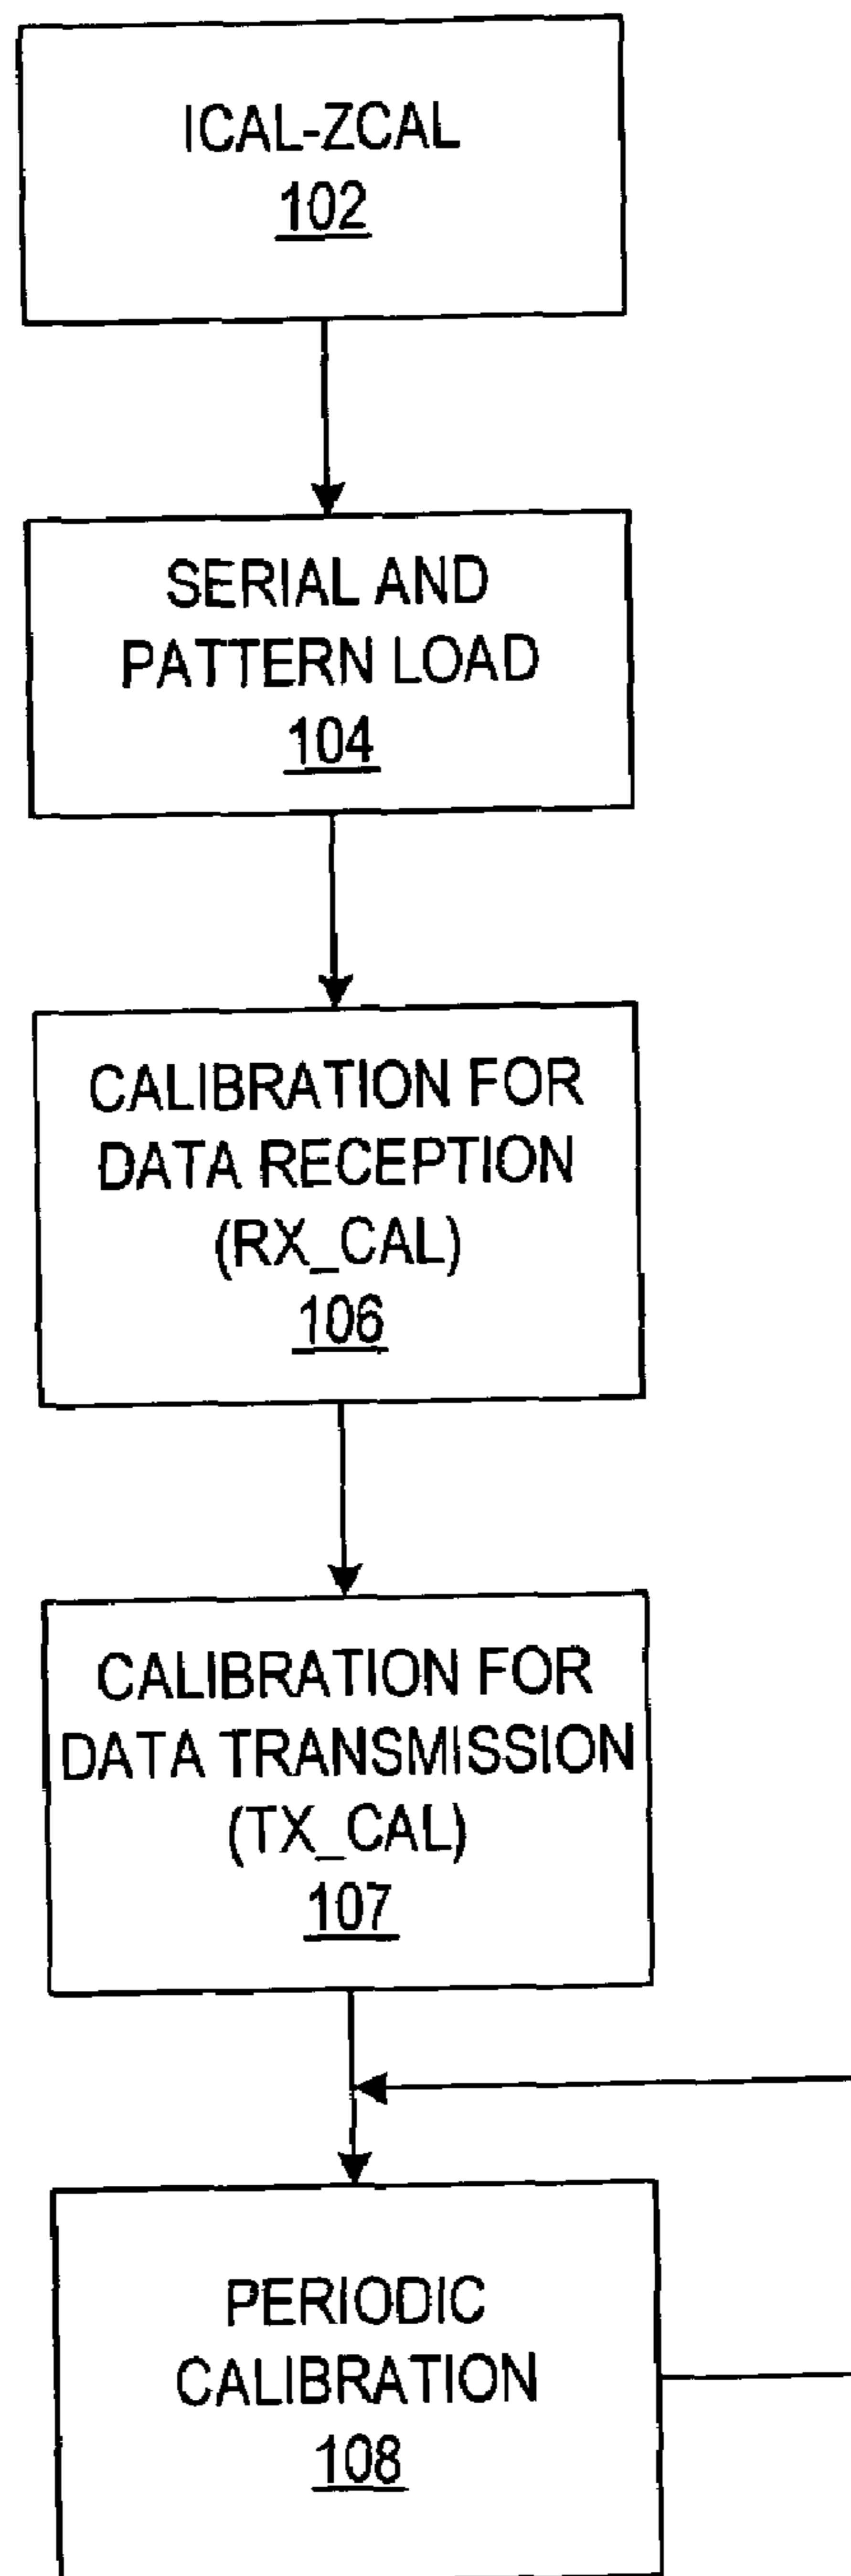 ICAL-ZCAL
102
SERIAL AND
PATTERN LOAD
104
CALIBRATION FOR
DATA RECEPTION
(RX_CAL)
106
CALIBRATION FOR
DATA TRANSMISSION
(TX_CAL)
107
PERIODIC
CALIBRATION
108